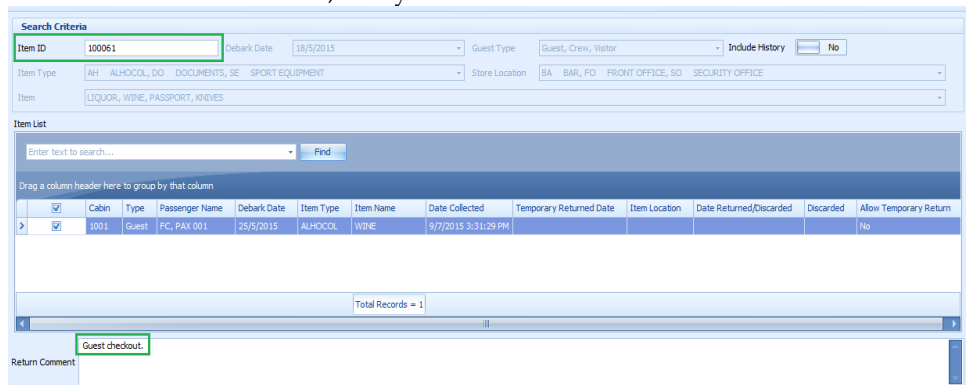 Search Criteria
Item ID 100061 Debark Date 18/5/2015 Guest Type Guest, Crew, Visitor Include History No
Item Type AH ALHOCOL, DO DOCUMENTS, SE SPORT EQUIPMENT Store Location BA BAR, FO FRONT OFFICE, SO SECURITY OFFICE
Item LIQUOR, WINE, PASSPORT, KNIVES
Item List
Enter text to search... Find
Drag a column header here to group by that column
Cabin Type Passenger Name Debark Date Item Type Item Name Date Collected Temporary Returned Date Item Location Date Returned/Discarded Discarded Allow Temporary Return
1001 Guest FC, PAX 001 25/5/2015 ALHOCOL WINE 9/7/2015 3:31:29 PM No
Total Records = 1
Guest checkout.
Return Comment